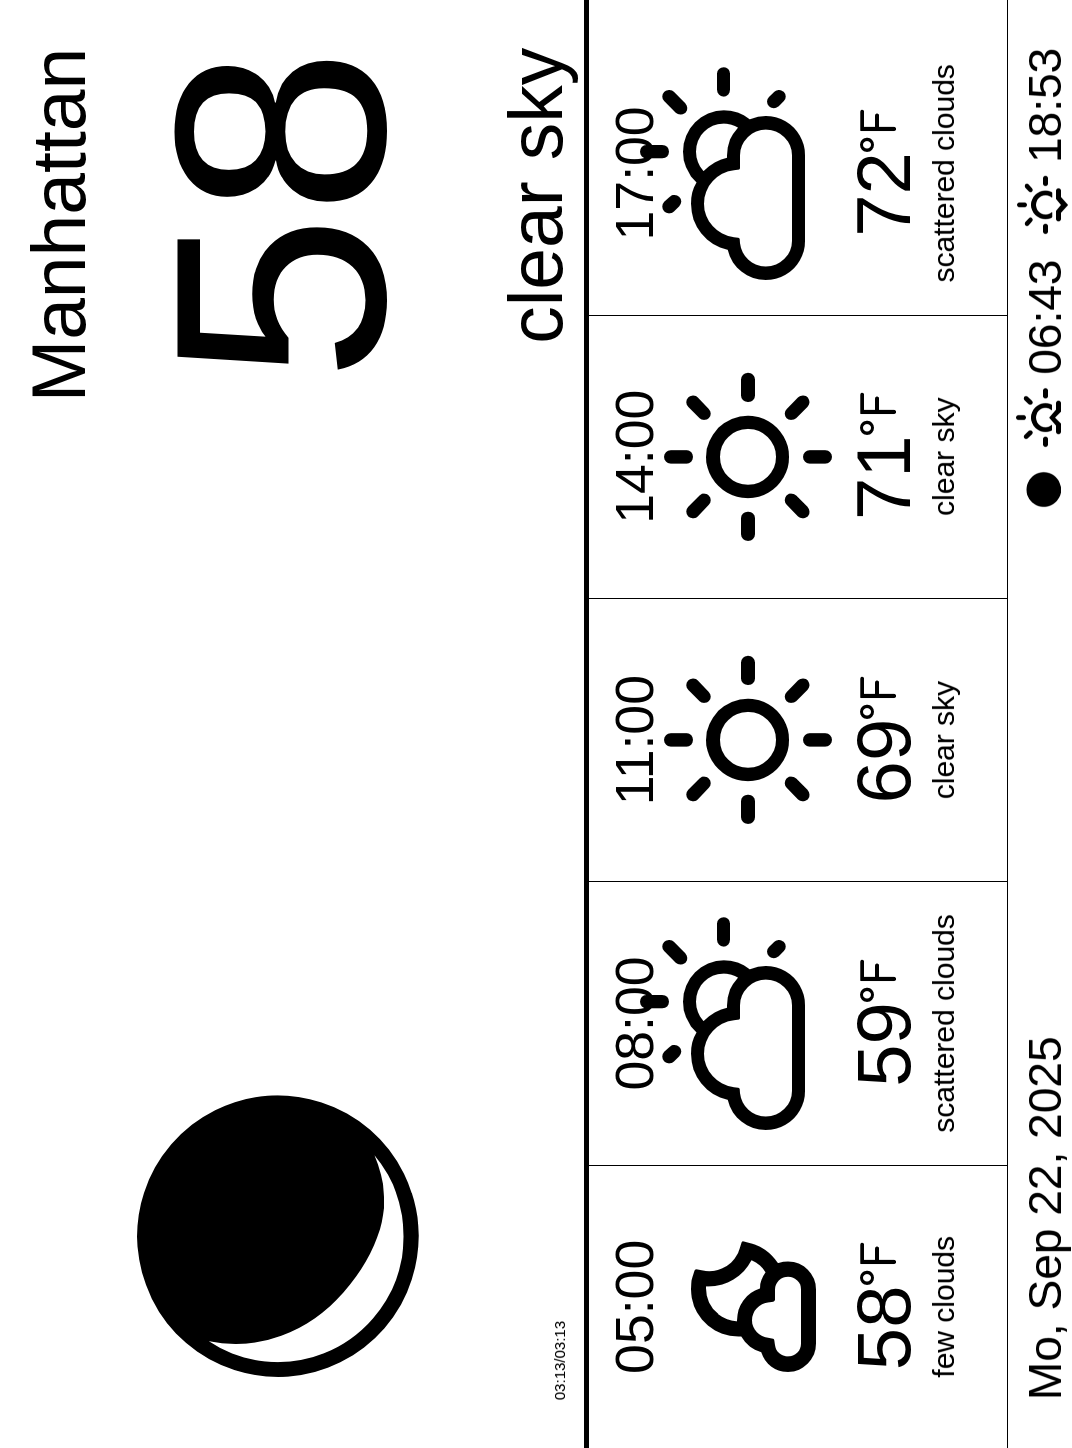 Manhattan
58
clear sky
03:13/03:13
05:00
58°F
few clouds
08:00
59°F
scattered clouds
11:00
69°F
clear sky
14:00
71°F
clear sky
17:00
72°F
scattered clouds
Mo, Sep 22, 2025
06:43
18:53